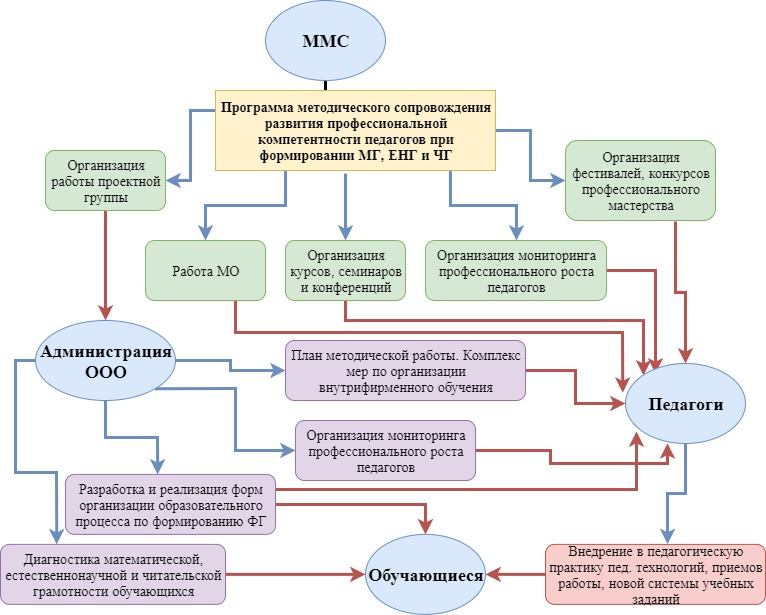 ММС
Программа методического сопровождения
развития профессиональной
компетентности педагогов при
формировании МГ, ЕНГ и ЧГ
Организация
работы проектной
группы
Организация
фестивалей, конкурсов
профессионального
мастерства
Работа МО
Организация
курсов, семинаров
и конференций
Организация мониторинга
профессионального роста
педагогов
Администрация
ООО
План методической работы. Комплекс
мер по организации
внутрифирменного обучения
Педагоги
Организация мониторинга
профессионального роста
педагогов
Разработка и реализация форм
организации образовательного
процесса по формированию ФГ
Диагностика математической,
естественнонаучной и читательской
грамотности обучающихся
Обучающиеся
Внедрение в педагогическую
практику пед. технологий, приемов
работы, новой системы учебных
заданий